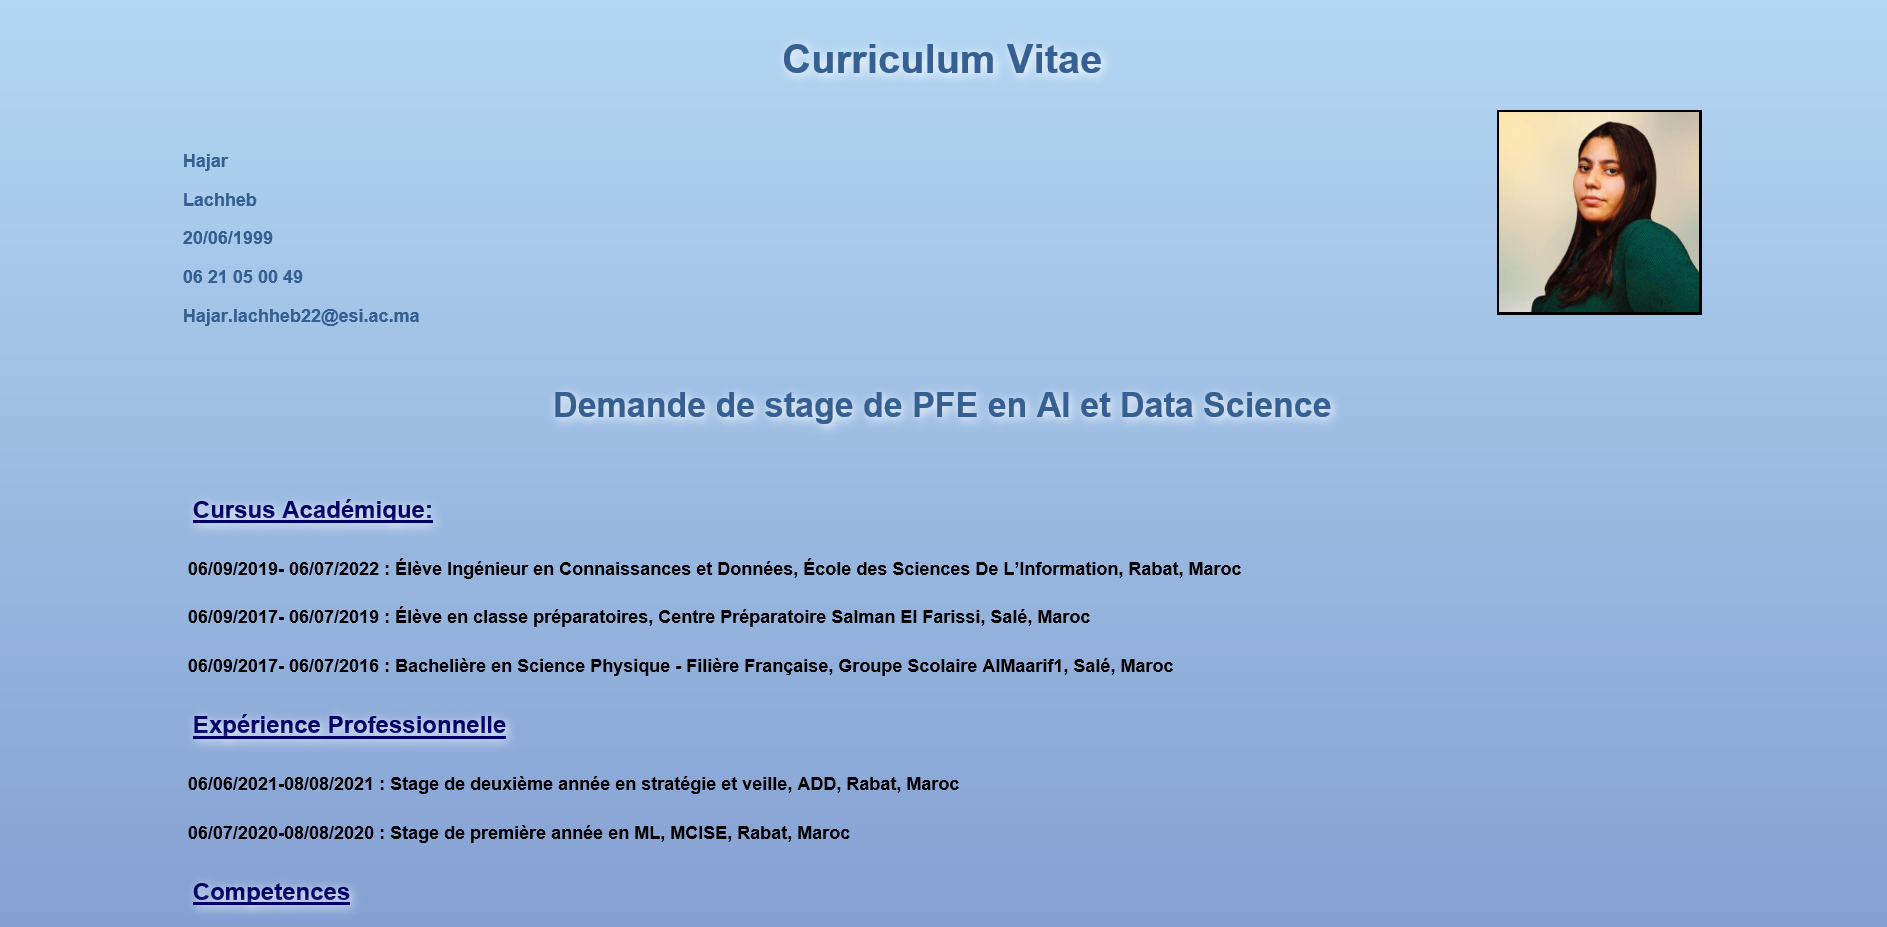 Curriculum Vitae
Hajar
Lachheb
20/06/1999
06 21 05 00 49
Hajar.lachheb22@esi.ac.ma
Demande de stage de PFE en AI et Data Science
Cursus Académique:
06/09/2019- 06/07/2022 : Élève Ingénieur en Connaissances et Données, École des Sciences De L’Information, Rabat, Maroc
06/09/2017- 06/07/2019 : Élève en classe préparatoires, Centre Préparatoire Salman El Farissi, Salé, Maroc
06/09/2017- 06/07/2016 : Bachelière en Science Physique - Filière Française, Groupe Scolaire AlMaarif1, Salé, Maroc
Expérience Professionnelle
06/06/2021-08/08/2021 : Stage de deuxième année en stratégie et veille, ADD, Rabat, Maroc
06/07/2020-08/08/2020 : Stage de première année en ML, MCISE, Rabat, Maroc
Competences